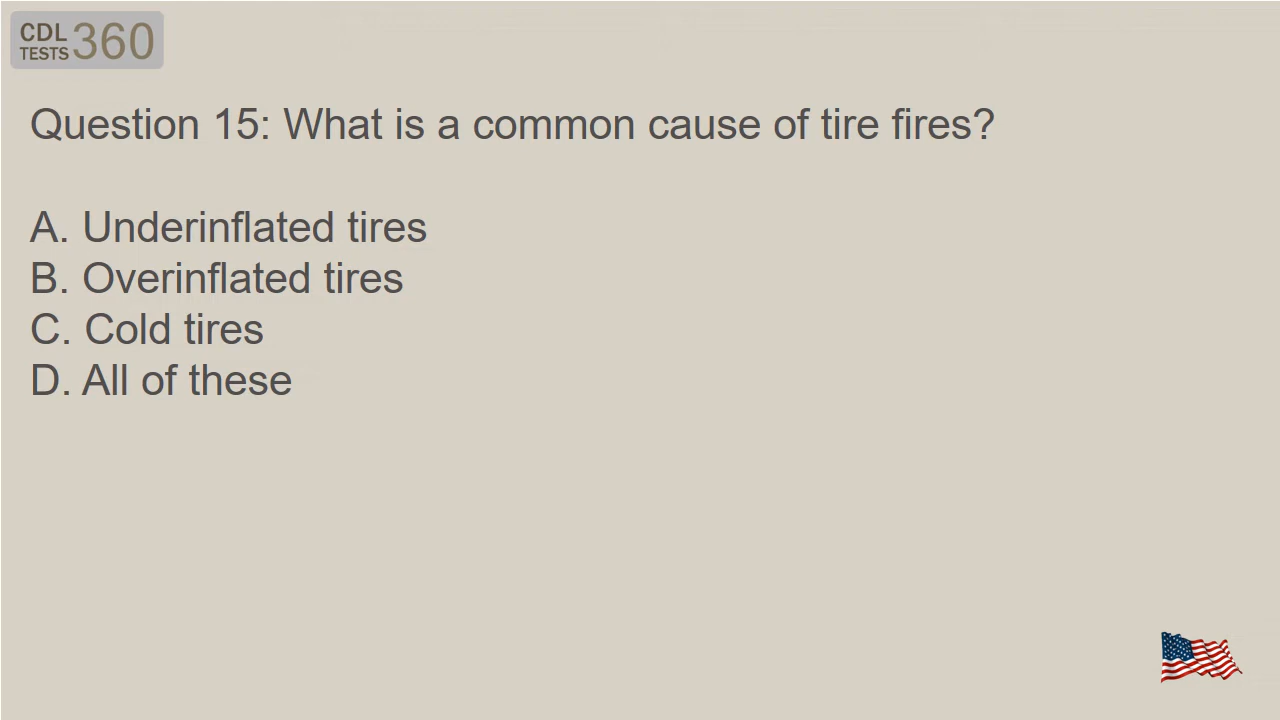 CDL
TESTS 360
Question 15: What is a common cause of tire fires?
A. Underinflated tires
B. Overinflated tires
C. Cold tires
D. All of these